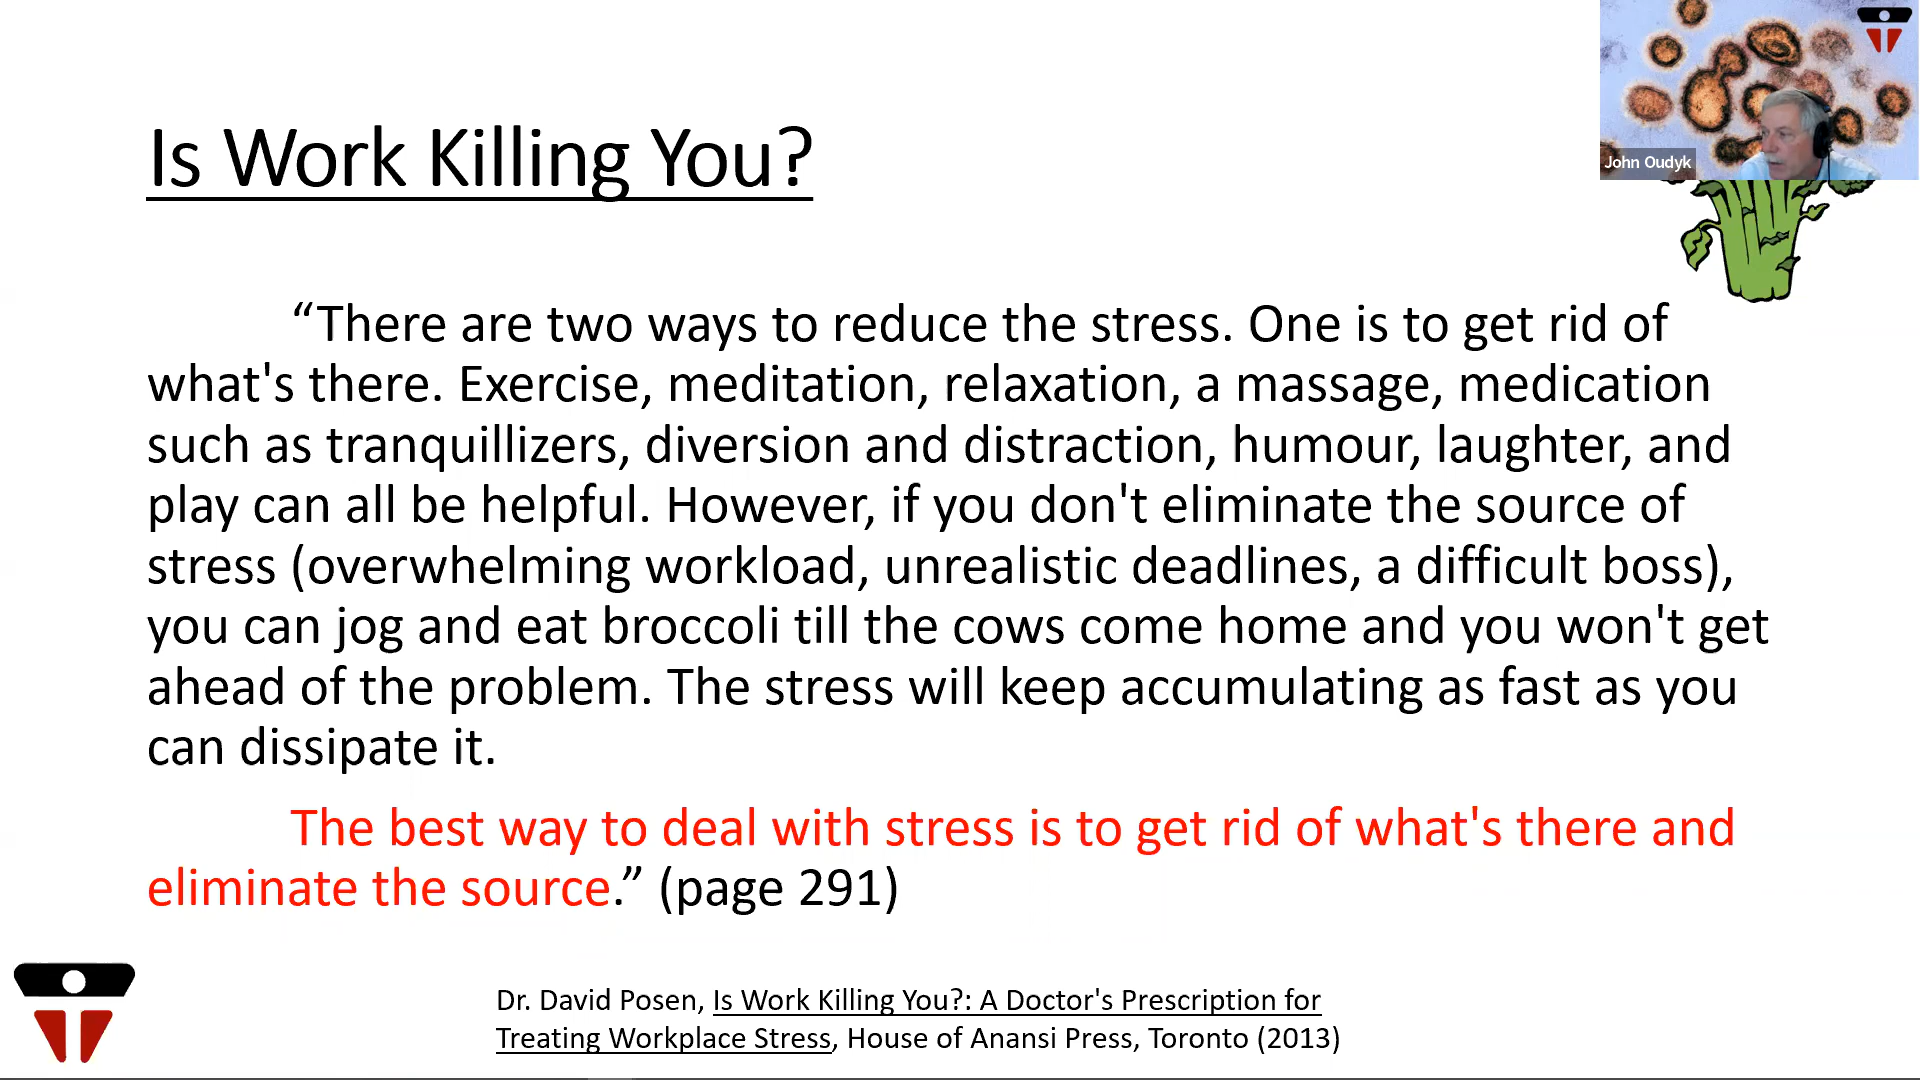 Is Work Killing You?
John Oudyk
“There are two ways to reduce the stress. One is to get rid of
what's there. Exercise, meditation, relaxation, a massage, medication
such as tranquillizers, diversion and distraction, humour, laughter, and
play can all be helpful. However, if you don't eliminate the source of
stress (overwhelming workload, unrealistic deadlines, a difficult boss),
you can jog and eat broccoli till the cows come home and you won't get
ahead of the problem. The stress will keep accumulating as fast as you
can dissipate it.
The best way to deal with stress is to get rid of what's there and
eliminate the source.” (page 291)
Dr. David Posen, Is Work Killing You?: A Doctor's Prescription for
Treating Workplace Stress, House of Anansi Press, Toronto (2013)